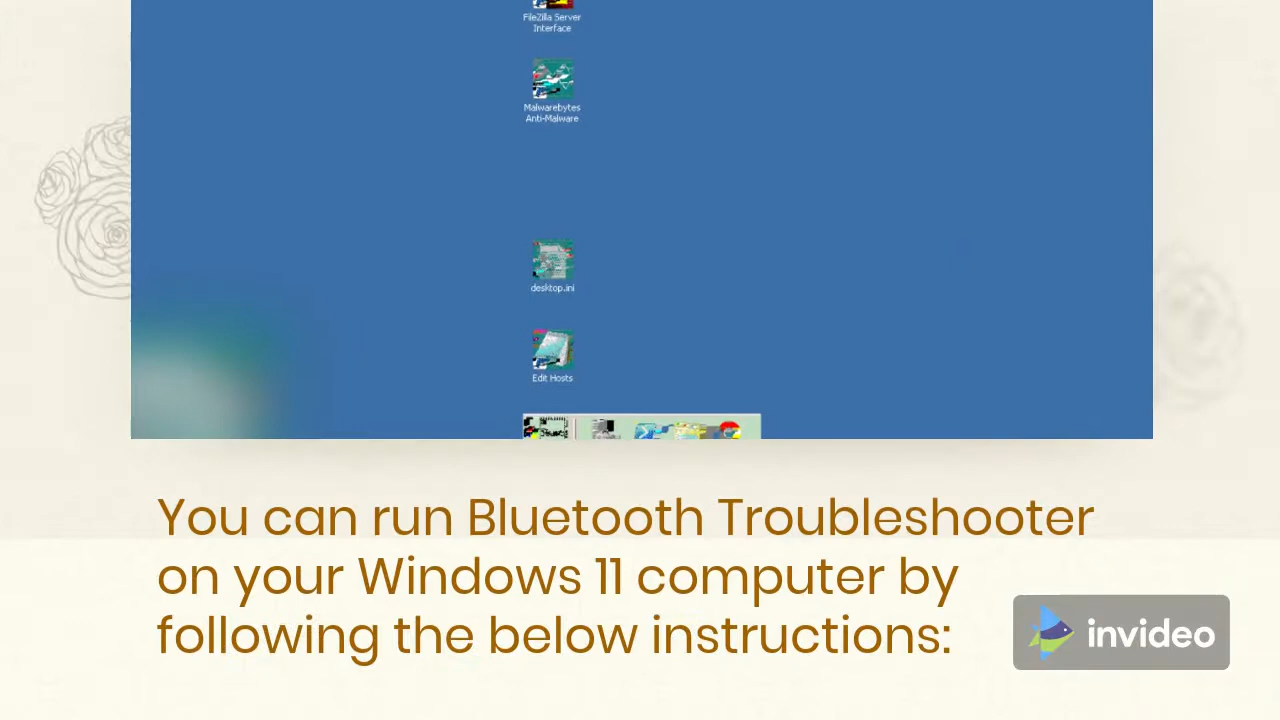 FileZilla Server
Interface
Malwarebytes
Anti-Malware
desktop.ini
Edit Hosts
You can run Bluetooth Troubleshooter
on your Windows 11 computer by
following the below instructions:
invideo